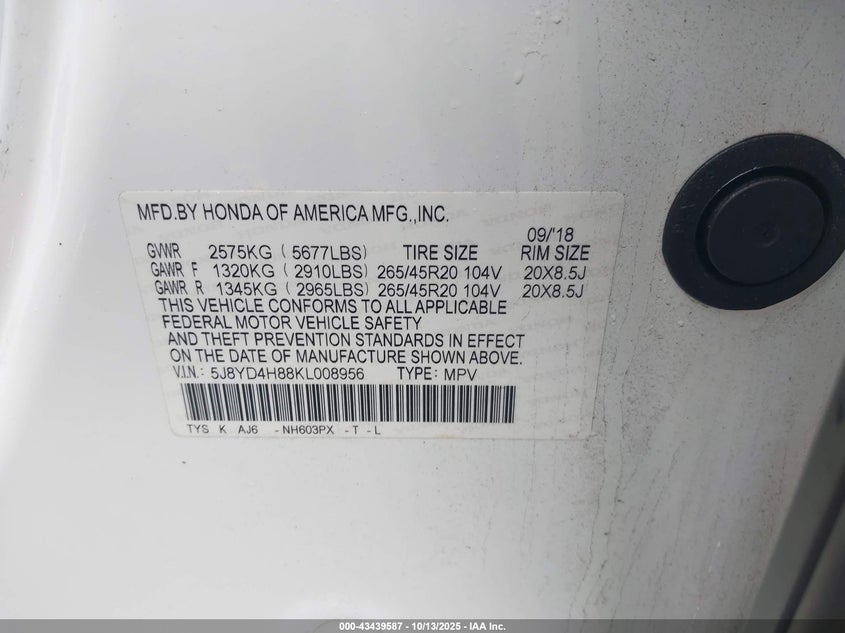 MFD.BY HONDA OF AMERICA MFG.,INC.
09/'18
GVWR 2575KG ( 5677LBS) TIRE SIZE RIM SIZE
GAWR F 1320KG ( 2910LBS) 265/45R20 104V 20X8.5J
GAWR R 1345KG ( 2965LBS) 265/45R20 104V 20X8.5J
THIS VEHICLE CONFORMS TO ALL APPLICABLE
FEDERAL MOTOR VEHICLE SAFETY
AND THEFT PREVENTION STANDARDS IN EFFECT
ON THE DATE OF MANUFACTURE SHOWN ABOVE.
V.I.N.: 5J8YD4H88KL008956 TYPE: MPV
TYS K AJ6 -NH603PX -T -L
000-43439587 - 10/13/2025 - IAA Inc.